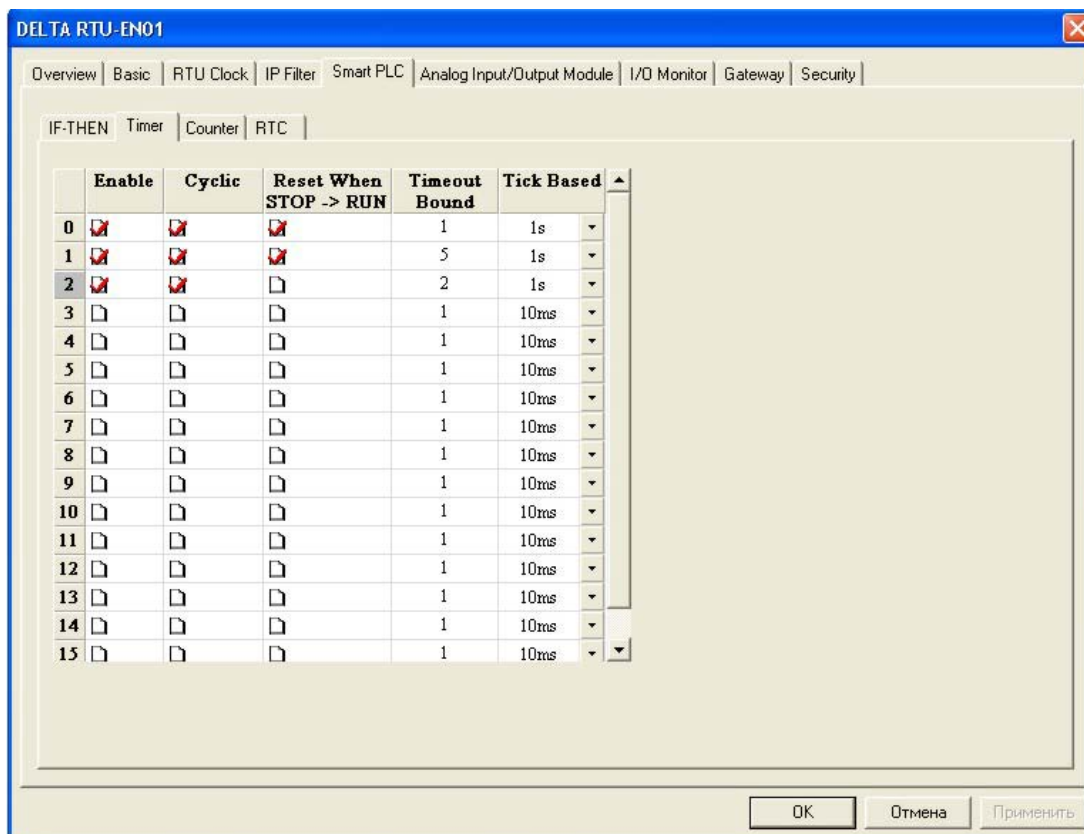 DELTA RTU-EN01
Overview Basic RTU Clock IP Filter Smart PLC Analog Input/Output Module I/O Monitor Gateway Security
IF-THEN Timer Counter RTC
Enable Cyclic Reset When STOP -> RUN Timeout Bound Tick Based
0 1 1s
1 5 1s
2 2 1s
3 1 10ms
4 1 10ms
5 1 10ms
6 1 10ms
7 1 10ms
8 1 10ms
9 1 10ms
10 1 10ms
11 1 10ms
12 1 10ms
13 1 10ms
14 1 10ms
15 1 10ms
OK Отмена Применить